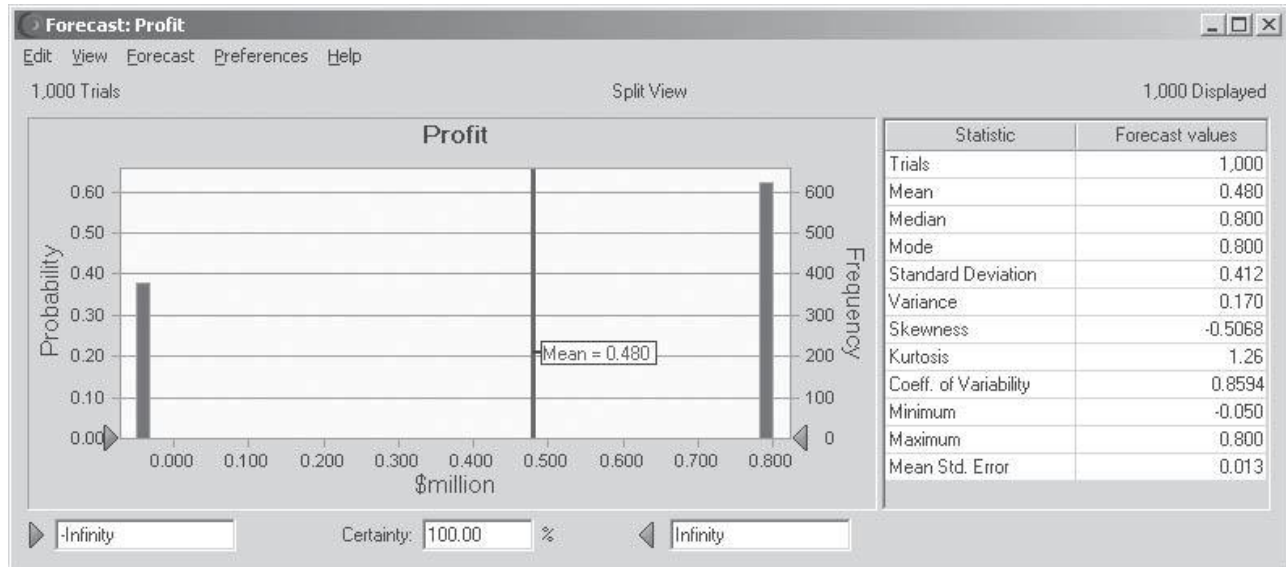 Forecast: Profit
Edit View Forecast Preferences Help
1,000 Trials Split View 1,000 Displayed
Profit
Probability
0.60
0.50
0.40
0.30
0.20
0.10
0.00
Mean = 0.480
600
500
400
300
200
100
0
Frequency
0.000 0.100 0.200 0.300 0.400 0.500 0.600 0.700 0.800
$million
Statistic Forecast values
Trials 1,000
Mean 0.480
Median 0.800
Mode 0.800
Standard Deviation 0.412
Variance 0.170
Skewness -0.5068
Kurtosis 1.26
Coeff. of Variability 0.8594
Minimum -0.050
Maximum 0.800
Mean Std. Error 0.013
-Infinity Certainty: 100.00 % Infinity